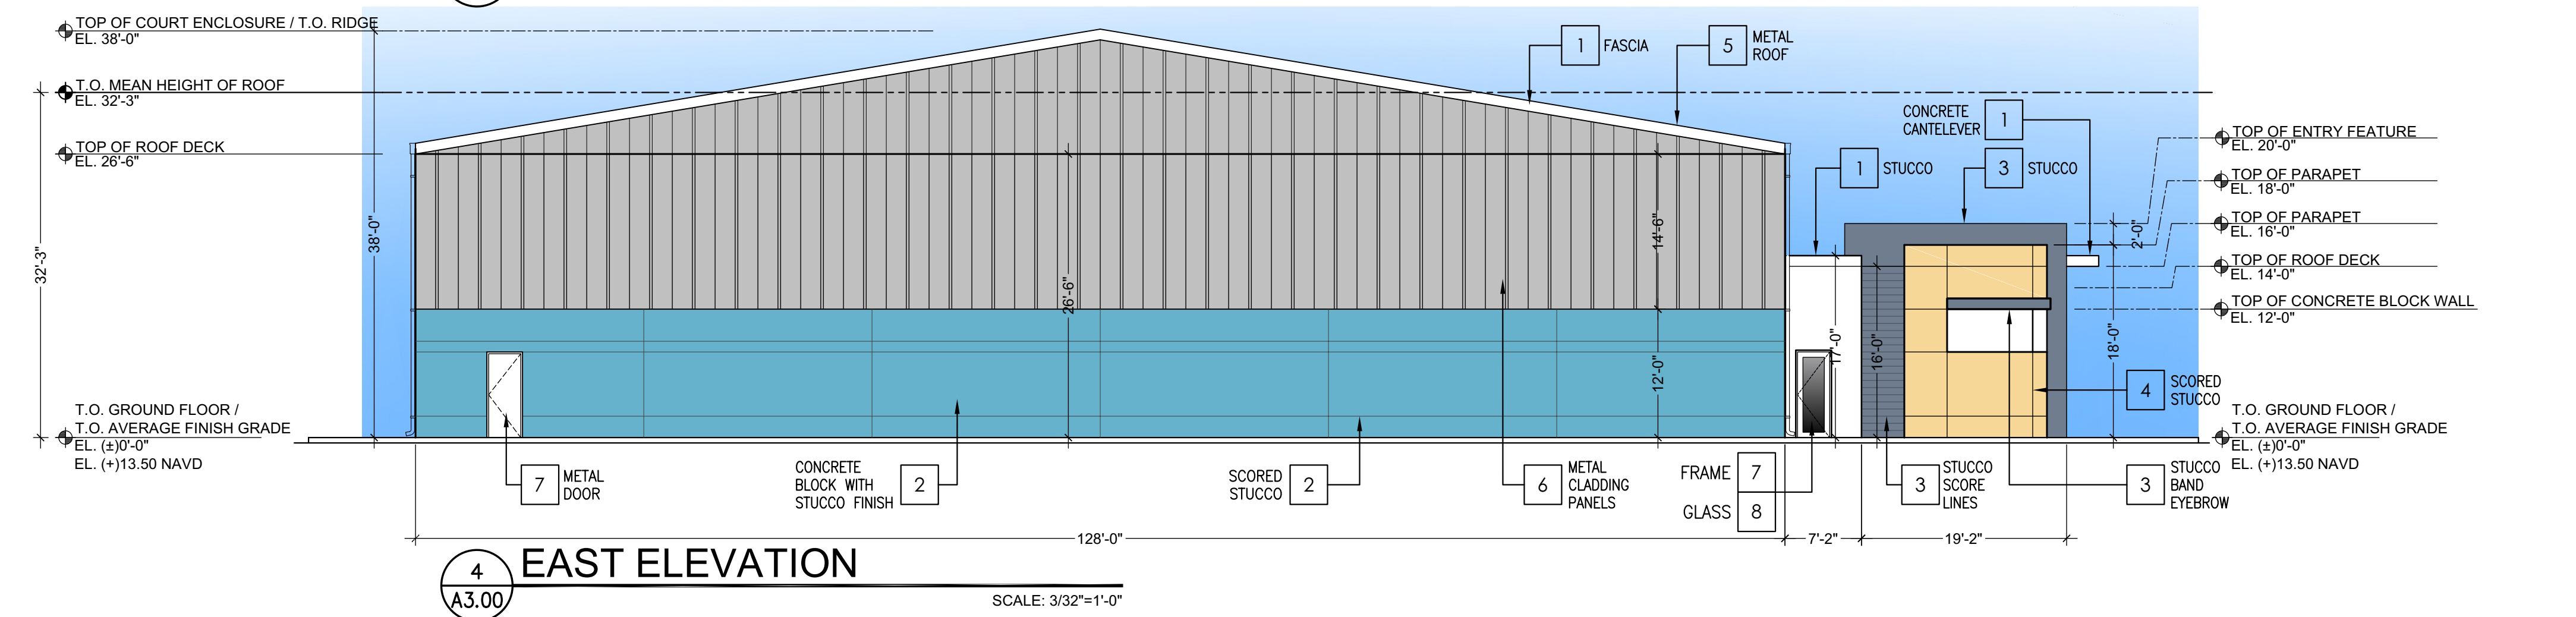 TOP OF COURT ENCLOSURE / T.O. RIDGE
EL. 38'-0"
T.O. MEAN HEIGHT OF ROOF
EL. 32'-3"
TOP OF ROOF DECK
EL. 26'-6"
32'-3"
38'-0"
T.O. GROUND FLOOR /
T.O. AVERAGE FINISH GRADE
EL. (±)0'-0"
EL. (+)13.50 NAVD
1 FASCIA
5 METAL
ROOF
CONCRETE
CANTELEVER 1
1 STUCCO
3 STUCCO
26'-6"
14'-6"
12'-0"
17'-0"
16'-0"
18'-0"
2'-0"
TOP OF ENTRY FEATURE
EL. 20'-0"
TOP OF PARAPET
EL. 18'-0"
TOP OF PARAPET
EL. 16'-0"
TOP OF ROOF DECK
EL. 14'-0"
TOP OF CONCRETE BLOCK WALL
EL. 12'-0"
4 SCORED
STUCCO
T.O. GROUND FLOOR /
T.O. AVERAGE FINISH GRADE
EL. (±)0'-0"
EL. (+)13.50 NAVD
7 METAL
DOOR
CONCRETE
BLOCK WITH
STUCCO FINISH 2
SCORED
STUCCO 2
6 METAL
CLADDING
PANELS
FRAME 7
GLASS 8
3 STUCCO
SCORE
LINES
3 STUCCO
BAND
EYEBROW
128'-0"
7'-2"
19'-2"
4
A3.00
EAST ELEVATION
SCALE: 3/32"=1'-0"